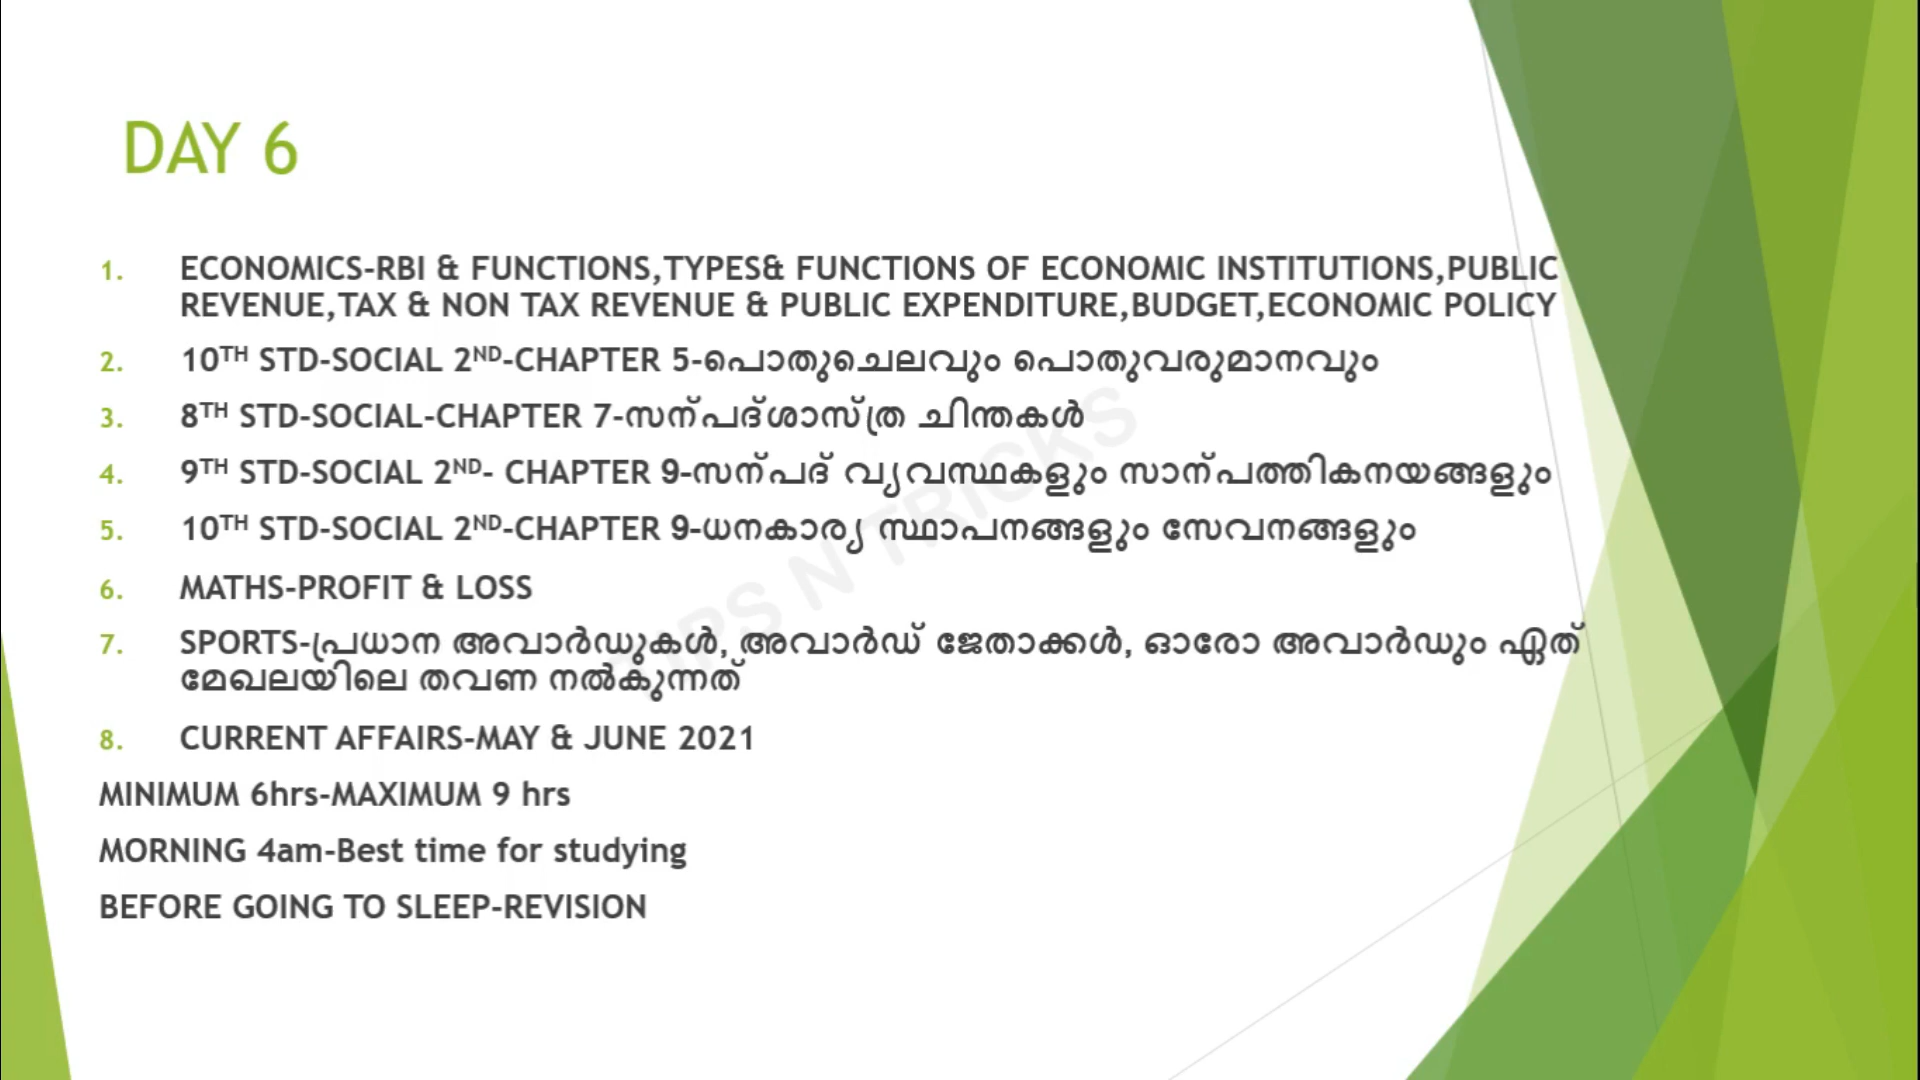 DAY 6
1. ECONOMICS-RBI & FUNCTIONS,TYPES& FUNCTIONS OF ECONOMIC INSTITUTIONS,PUBLIC
REVENUE,TAX & NON TAX REVENUE & PUBLIC EXPENDITURE,BUDGET,ECONOMIC POLICY
2. 10TH STD-SOCIAL 2ND-CHAPTER 5-പൊതുചെലവും പൊതുവരുമാനവും
3. 8TH STD-SOCIAL-CHAPTER 7-സന്പദ്ശാസ്ത്ര ചിന്തകൾ
4. 9TH STD-SOCIAL 2ND- CHAPTER 9-സന്പദ് വ്യവസ്ഥകളും സാന്പത്തികനയങ്ങളും
5. 10TH STD-SOCIAL 2ND-CHAPTER 9-ധനകാര്യ സ്ഥാപനങ്ങളും സേവനങ്ങളും
6. MATHS-PROFIT & LOSS
7. SPORTS-പ്രധാന അവാർഡുകൾ, അവാർഡ് ജേതാക്കൾ, ഓരോ അവാർഡും ഏത്
മേഖലയിലെ തവണ നൽകുന്നത്
8. CURRENT AFFAIRS-MAY & JUNE 2021
MINIMUM 6hrs-MAXIMUM 9 hrs
MORNING 4am-Best time for studying
BEFORE GOING TO SLEEP-REVISION
TIPS N TRICKS